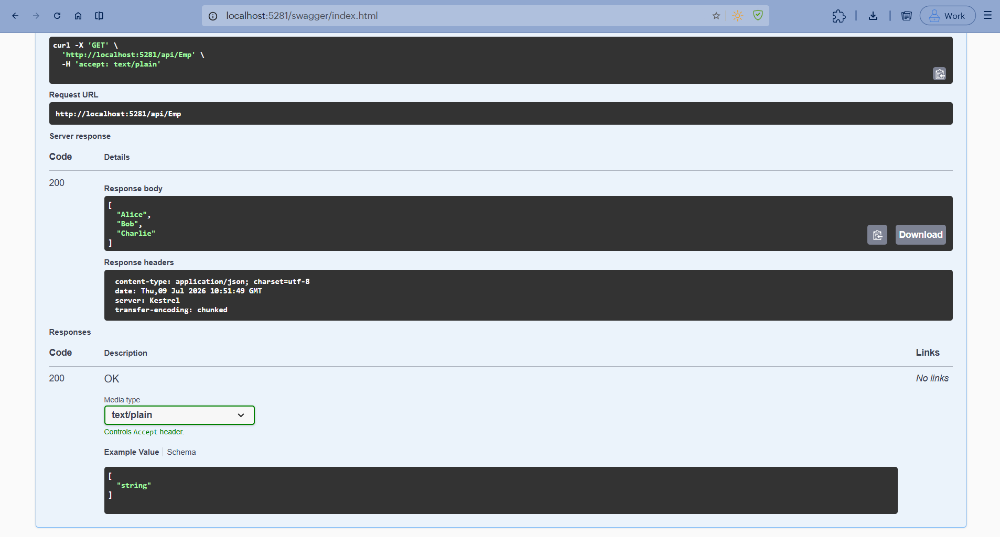 localhost:5281/swagger/index.html
Work
curl -X 'GET' \
'http://localhost:5281/api/Emp' \
-H 'accept: text/plain'
Request URL
http://localhost:5281/api/Emp
Server response
Code Details
200
Response body
[
"Alice",
"Bob",
"Charlie"
]
Download
Response headers
content-type: application/json; charset=utf-8
date: Thu,09 Jul 2026 10:51:49 GMT
server: Kestrel
transfer-encoding: chunked
Responses
Code Description Links
200 OK No links
Media type
text/plain
Controls Accept header.
Example Value Schema
[
"string"
]